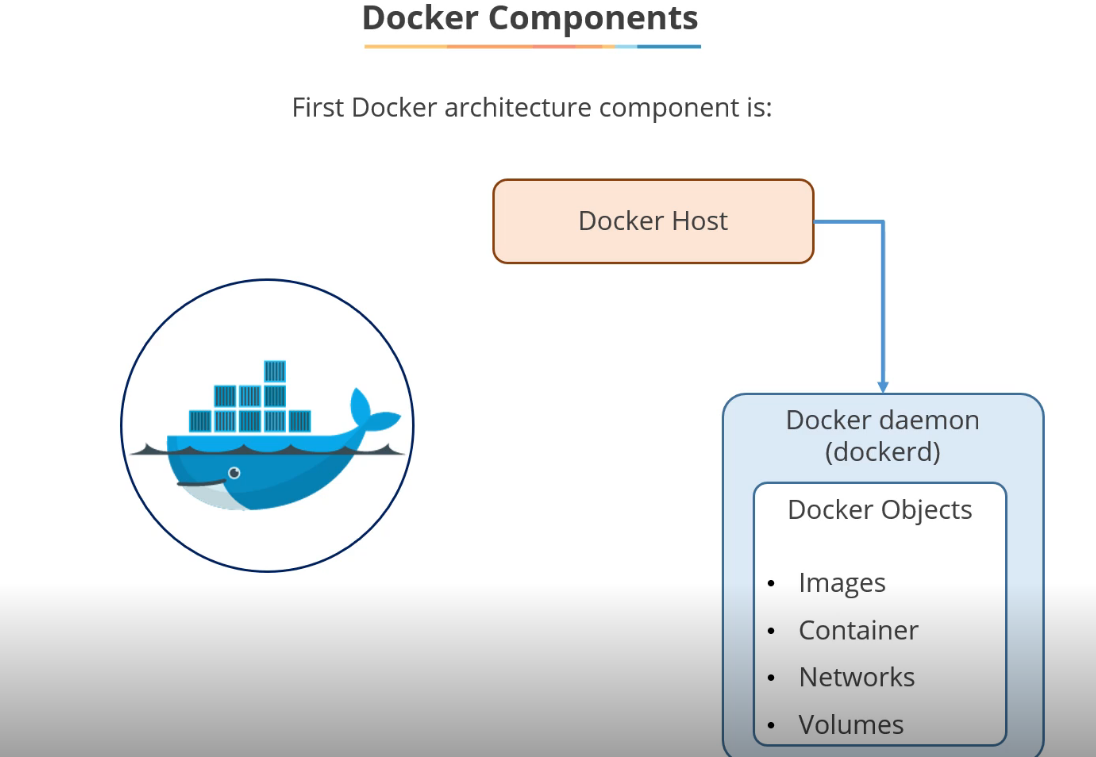 Docker Components
First Docker architecture component is:
Docker Host
Docker daemon
(dockerd)
Docker Objects
• Images
• Container
• Networks
• Volumes